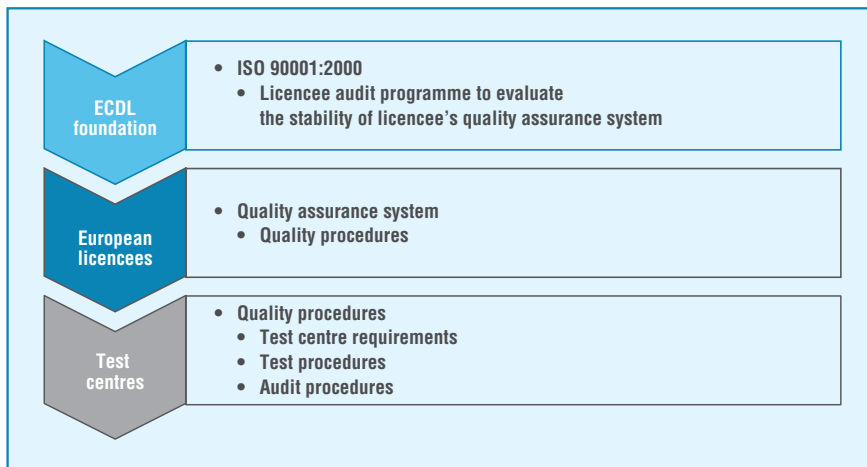 ECDL
foundation
• ISO 90001:2000
• Licencee audit programme to evaluate
the stability of licencee's quality assurance system
European
licencees
• Quality assurance system
• Quality procedures
Test
centres
• Quality procedures
• Test centre requirements
• Test procedures
• Audit procedures